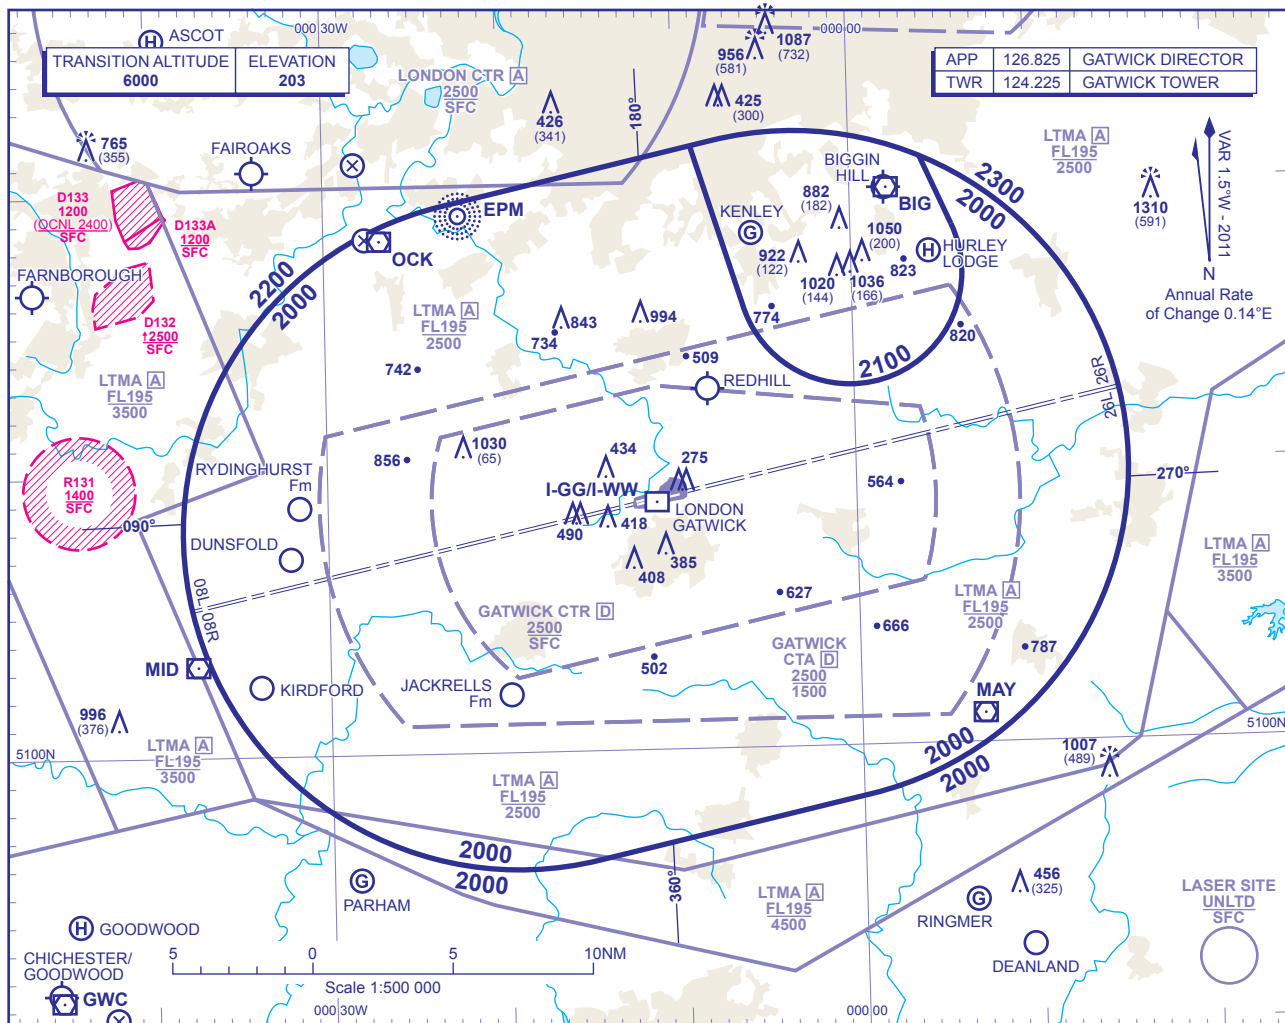 ASCOT
000 30W
000 00
TRANSITION ALTITUDE
6000
ELEVATION
203
APP 126.825 GATWICK DIRECTOR
TWR 124.225 GATWICK TOWER
1087
(732)
956
(581)
LONDON CTR A
2500
SFC
426
(341)
180°
425
(300)
LTMA A
FL195
2500
VAR 1.5°W - 2011
N
Annual Rate
of Change 0.14°E
765
(355)
FAIROAKS
BIGGIN
HILL
BIG
2300
2000
1310
(591)
D133
1200
(OCNL 2400)
SFC
D133A
1200
SFC
EPM
KENLEY
882
(182)
1050
(200)
HURLEY
LODGE
OCK
922
(122)
1020
(144)
1036
(166)
823
FARNBOROUGH
2200
2000
D132
†2500
SFC
LTMA A
FL195
2500
843
734
994
774
820
742
509
2100
REDHILL
LTMA A
FL195
3500
26L 26R
RYDINGHURST
Fm
856
1030
(65)
434
275
564
270°
R131
1400
SFC
I-GG/I-WW
LONDON
GATWICK
090°
490
418
DUNSFOLD
408
385
LTMA A
FL195
3500
08L 08R
GATWICK CTR D
2500
SFC
627
LTMA A
FL195
2500
666
GATWICK
CTA D
2500
1500
787
MID
502
KIRDFORD
JACKRELLS
Fm
MAY
996
(376)
5100N
5100N
LTMA A
FL195
3500
2000
2000
1007
(489)
LTMA A
FL195
2500
2000
2000
360°
PARHAM
LTMA A
FL195
4500
456
(325)
RINGMER
LASER SITE
UNLTD
SFC
GOODWOOD
DEANLAND
CHICHESTER/
GOODWOOD
GWC
5 0 5 10NM
Scale 1:500 000
000 30W
000 00
H
H
H
G
G
G